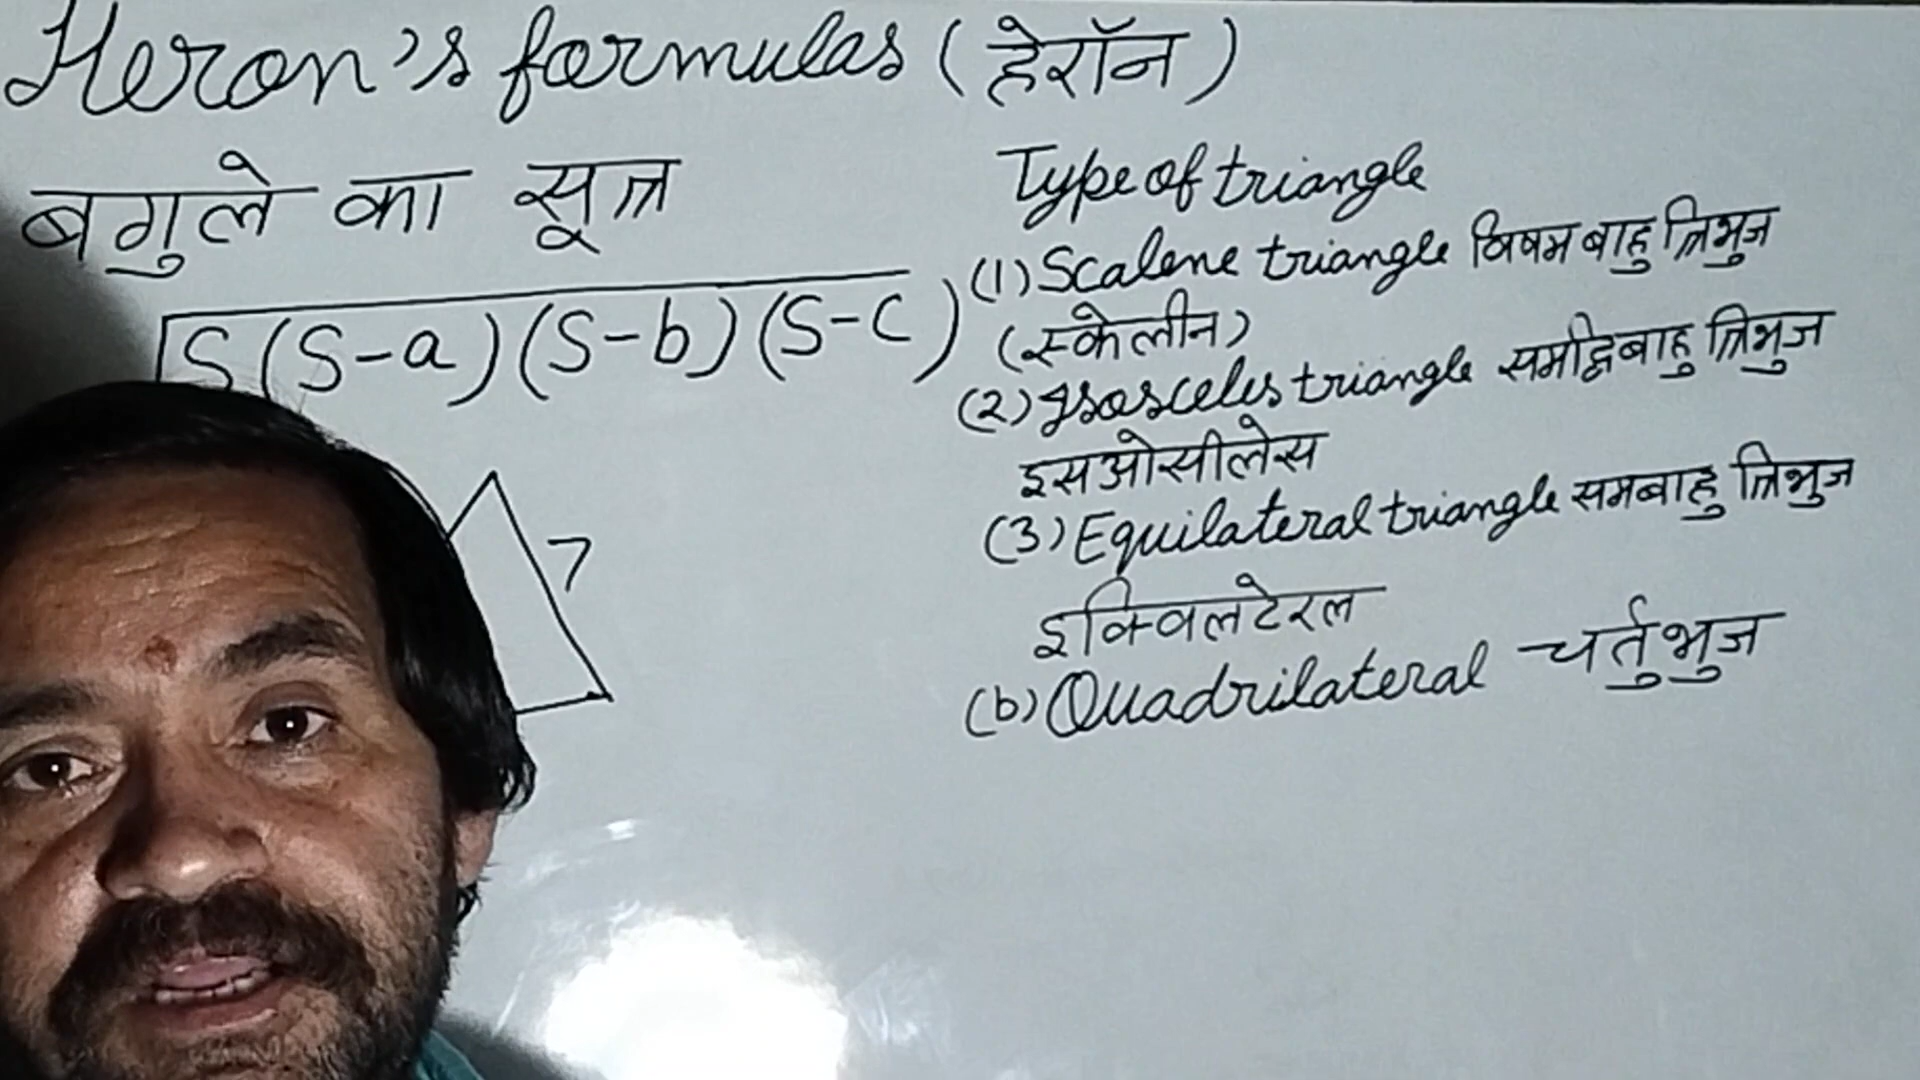 Heron's formulas (हेरॉन)
बगुले का सूत्र
√S(S-a)(S-b)(S-c)
7
Type of triangle
(1) Scalene triangle विषमबाहु त्रिभुज
(स्केलीन)
(2) Isosceles triangle समद्विबाहु त्रिभुज
इसओसीलेस
(3) Equilateral triangle समबाहु त्रिभुज
इक्विलटेरल
(b) Quadrilateral चर्तुभुज